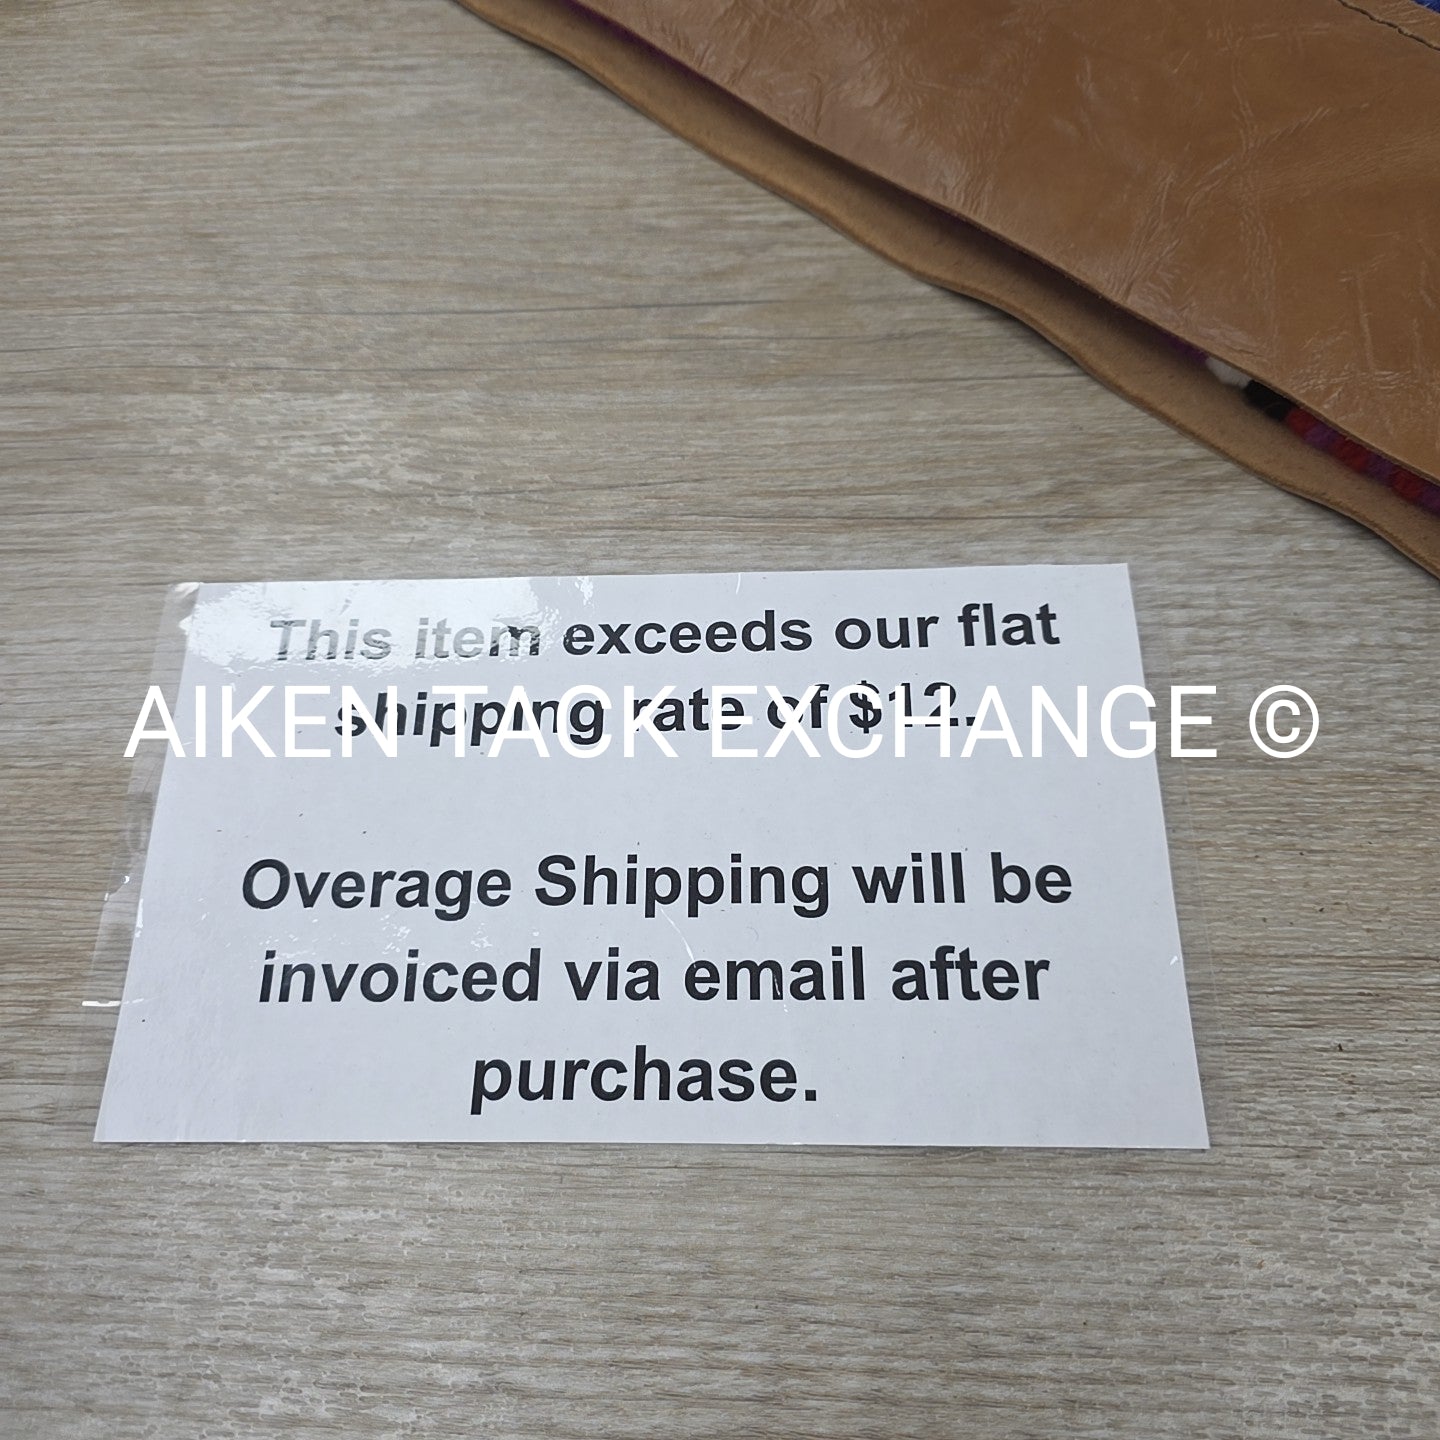 This item exceeds our flat
shipping rate of $12.
AIKEN TACK EXCHANGE ©
Overage Shipping will be
invoiced via email after
purchase.